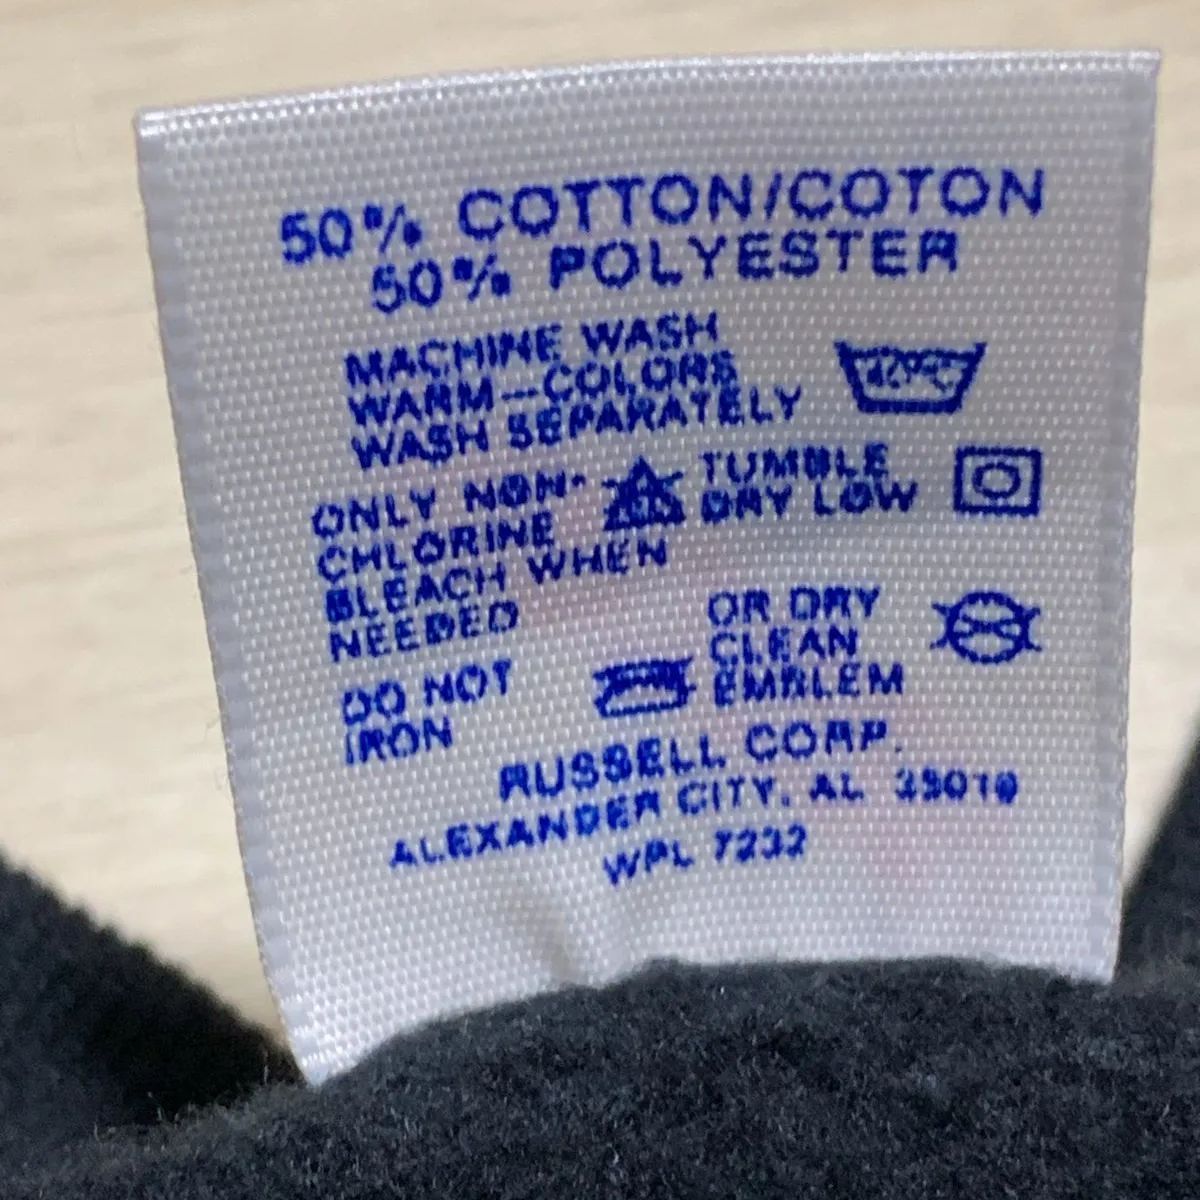 50% COTTON/COTON
50% POLYESTER
MACHINE WASH
WARM—COLORS
WASH SEPARATELY
ONLY NON-
CHLORINE
BLEACH WHEN
NEEDED
TUMBLE
DRY LOW
DO NOT
IRON
OR DRY
CLEAN
EMBLEM
RUSSELL CORP.
ALEXANDER CITY, AL 35010
WPL 7232